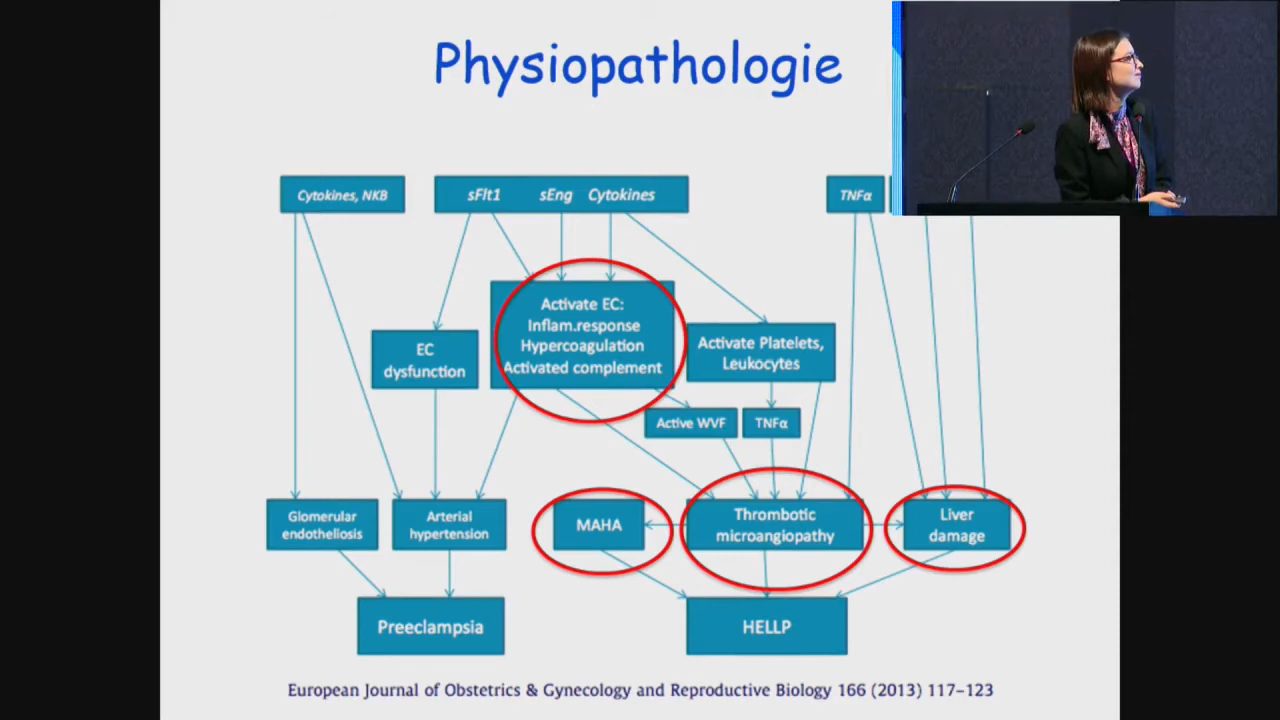 Physiopathologie
Cytokines, NKB
sFlt1 sEng Cytokines
TNFα
Activate EC:
Inflam.response
Hypercoagulation
Activated complement
EC
dysfunction
Activate Platelets,
Leukocytes
Active WVF
TNFα
Glomerular
endotheliosis
Arterial
hypertension
MAHA
Thrombotic
microangiopathy
Liver
damage
Preeclampsia
HELLP
European Journal of Obstetrics & Gynecology and Reproductive Biology 166 (2013) 117–123